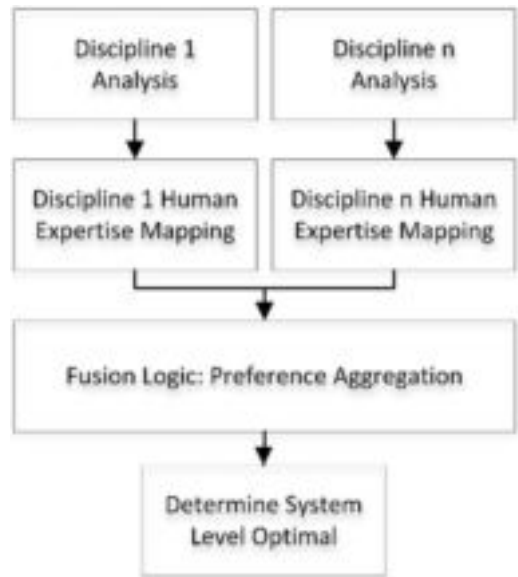 Discipline 1
Analysis
Discipline n
Analysis
Discipline 1 Human
Expertise Mapping
Discipline n Human
Expertise Mapping
Fusion Logic: Preference Aggregation
Determine System
Level Optimal